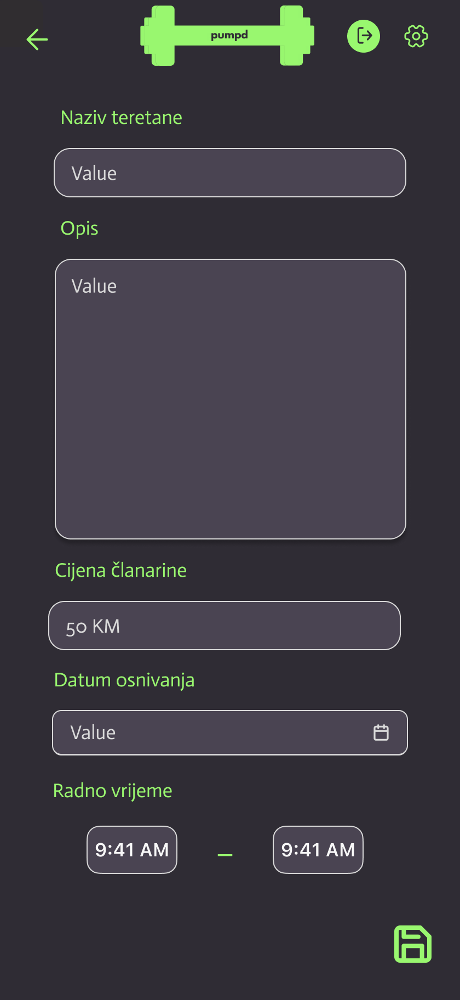 pumpd
Naziv teretane
Value
Opis
Value
Cijena članarine
50 KM
Datum osnivanja
Value
Radno vrijeme
9:41 AM – 9:41 AM